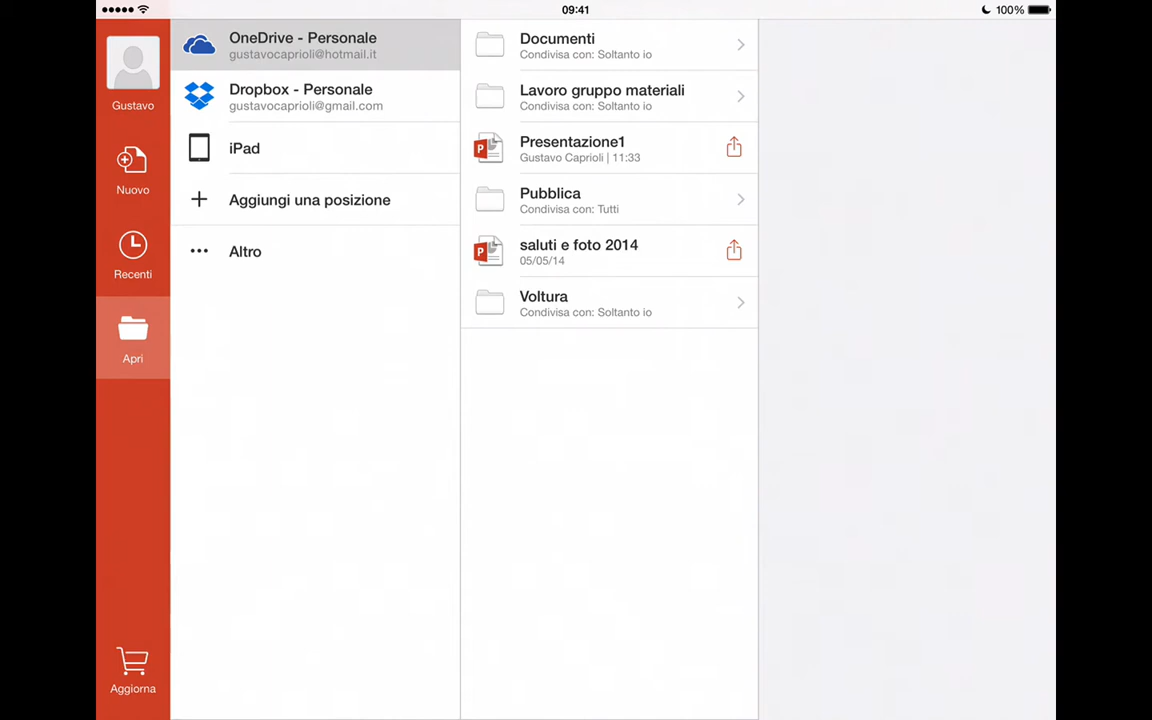 09:41
100%
Gustavo
Nuovo
Recenti
Apri
Aggiorna
OneDrive - Personale
gustavocaprioli@hotmail.it
Dropbox - Personale
gustavocaprioli@gmail.com
iPad
Aggiungi una posizione
Altro
Documenti
Condivisa con: Soltanto io
Lavoro gruppo materiali
Condivisa con: Soltanto io
Presentazione1
Gustavo Caprioli | 11:33
Pubblica
Condivisa con: Tutti
saluti e foto 2014
05/05/14
Voltura
Condivisa con: Soltanto io